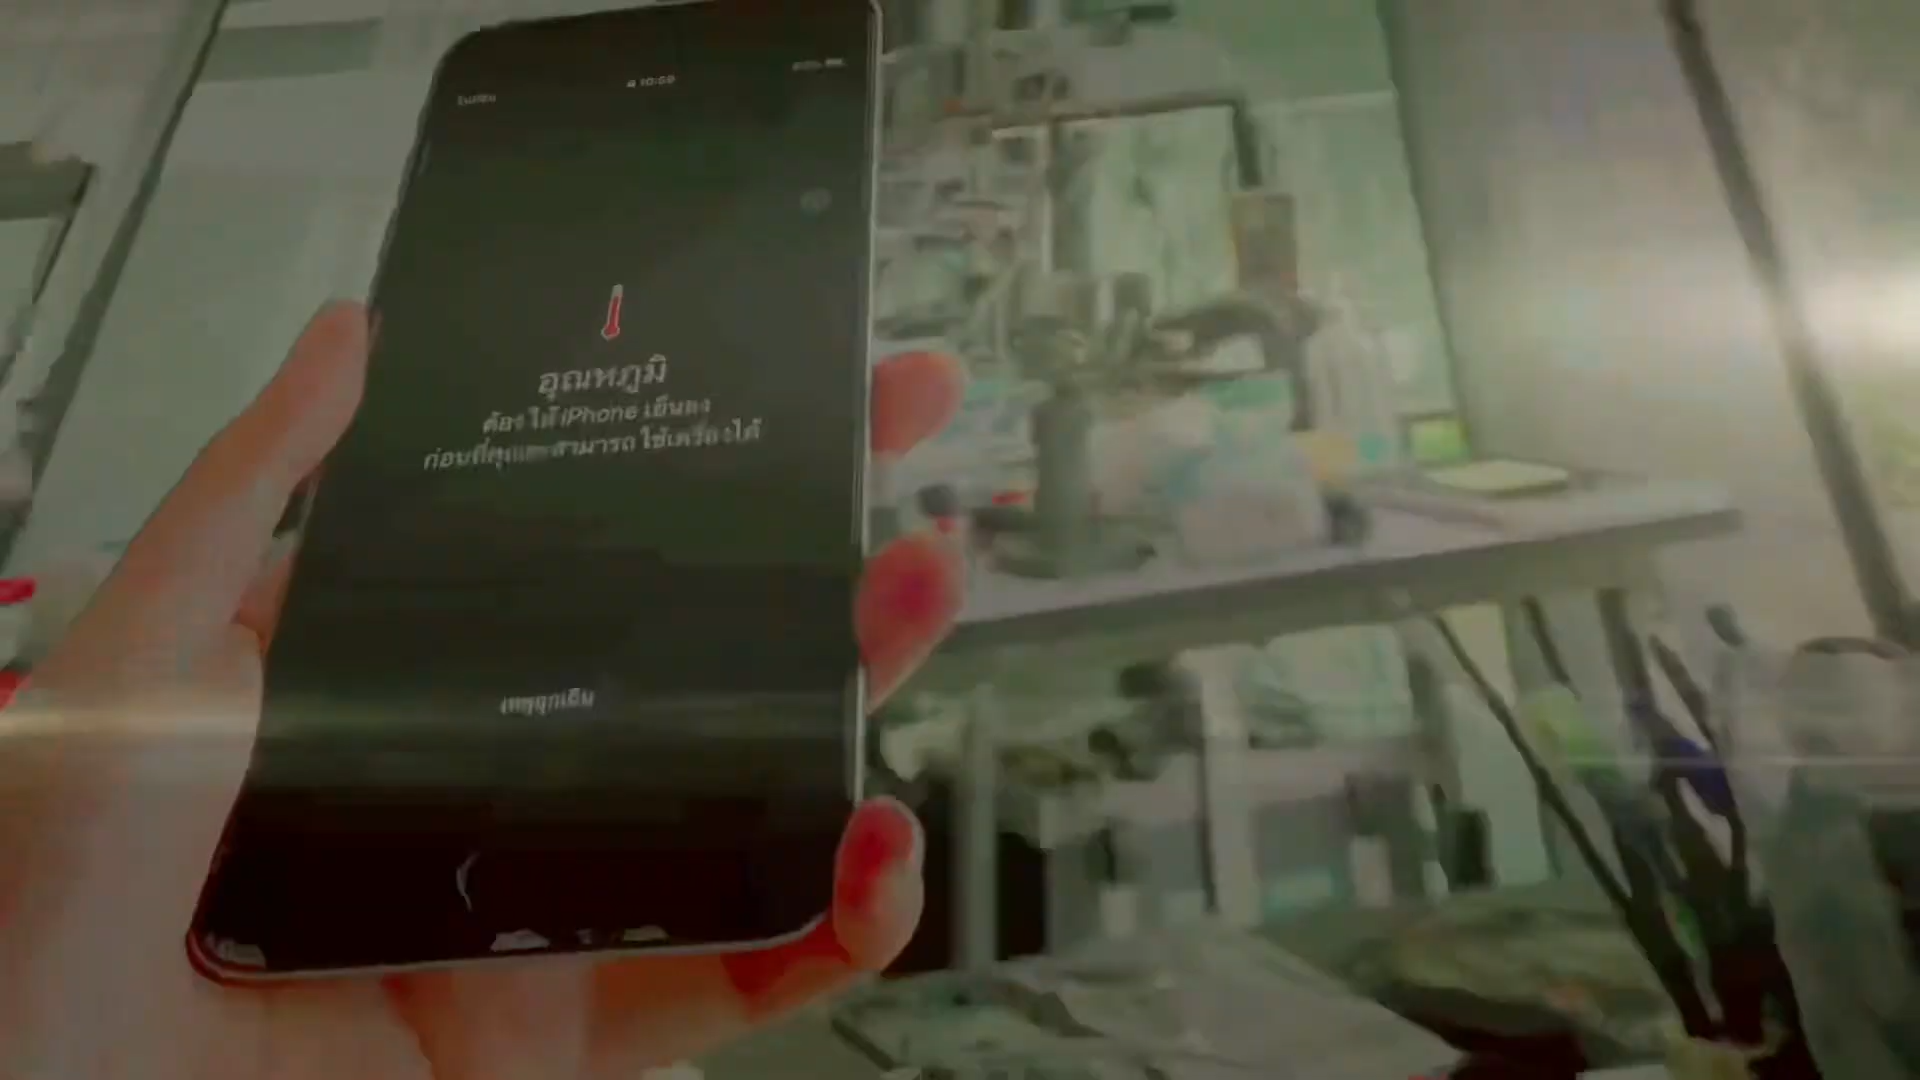 10:59
อุณหภูมิ
ต้องให้ iPhone เย็นลง
ก่อนที่คุณจะสามารถใช้เครื่องได้
เหตุฉุกเฉิน